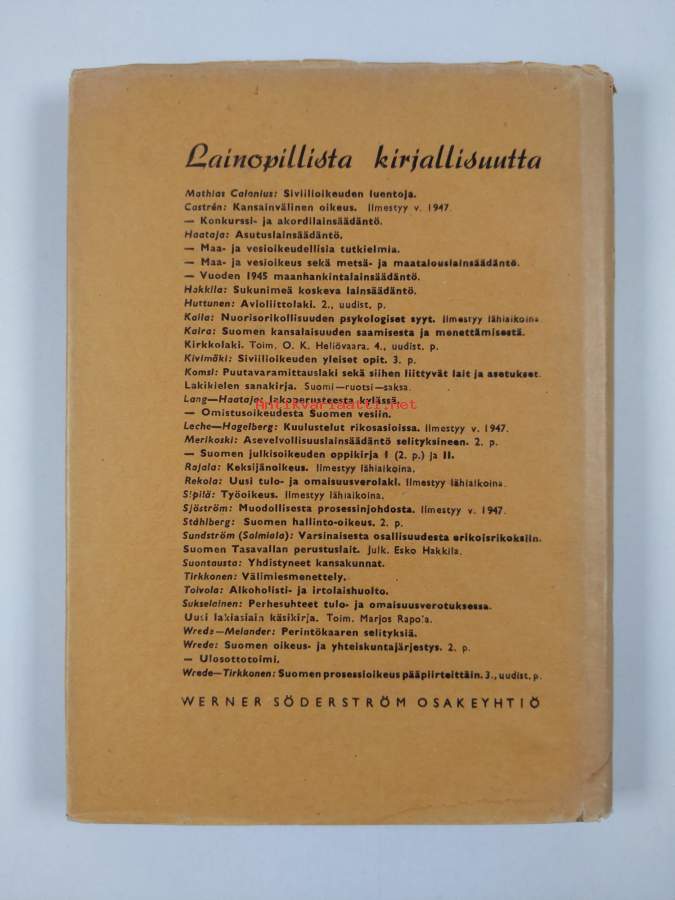 Lainopillista kirjallisuutta
Mathias Calonius: Siviilioikeuden luentoja.
Castrén: Kansainvälinen oikeus. Ilmestyy v. 1947.
— Konkurssi- ja akordilainsäädäntö.
Haataja: Asutuslainsäädäntö.
— Maa- ja vesioikeudellisia tutkielmia.
— Maa- ja vesioikeus sekä metsä- ja maatalouslainsäädäntö.
— Vuoden 1945 maanhankintalainsäädäntö.
Hakkila: Sukunimeä koskeva lainsäädäntö.
Huttunen: Avioliittolaki. 2., uudist. p.
Kaila: Nuorisorikollisuuden psykologiset syyt. Ilmestyy lähiaikoina
Kaira: Suomen kansalaisuuden saamisesta ja menettämisestä.
Kirkkolaki. Toim. O. K. Heliövaara. 4., uudist. p.
Kivimäki: Siviilioikeuden yleiset opit. 3. p.
Komsi: Puutavaramittauslaki sekä siihen liittyvät lait ja asetukset.
Lakikielen sanakirja. Suomi—ruotsi—saksa.
Lang—Haataja: Jakoperusteesta kylässä.
Antikvariaatti.net
— Omistusoikeudesta Suomen vesiin.
Leche—Hagelberg: Kuulustelut rikosasioissa. Ilmestyy v. 1947.
Merikoski: Asevelvollisuuslainsäädäntö selityksineen. 2. p.
— Suomen julkisoikeuden oppikirja I (2. p.) ja II.
Rajala: Keksijänoikeus. Ilmestyy lähiaikoina.
Rekola: Uusi tulo- ja omaisuusverolaki. Ilmestyy lähiaikoina.
Sipilä: Työoikeus. Ilmestyy lähiaikoina.
Sjöström: Muodollisesta prosessinjohdosta. Ilmestyy v. 1947.
Ståhlberg: Suomen hallinto-oikeus. 2. p.
Sundström (Salmiala): Varsinaisesta osallisuudesta erikoisrikoksiin.
Suomen Tasavallan perustuslait. Julk. Esko Hakkila.
Suontausta: Yhdistyneet kansakunnat.
Tirkkonen: Välimiesmenettely.
Toivola: Alkoholisti- ja irtolaishuolto.
Sukselainen: Perhesuhteet tulo- ja omaisuusverotuksessa.
Uusi lakiasiain käsikirja. Toim. Marjos Rapola.
Wrede—Melander: Perintökaaren selityksiä.
Wrede: Suomen oikeus- ja yhteiskuntajärjestys. 2. p.
— Ulosottotoimi.
Wrede—Tirkkonen: Suomen prosessioikeus pääpiirteittäin. 3., uudist. p.
WERNER SÖDERSTRÖM OSAKEYHTIÖ